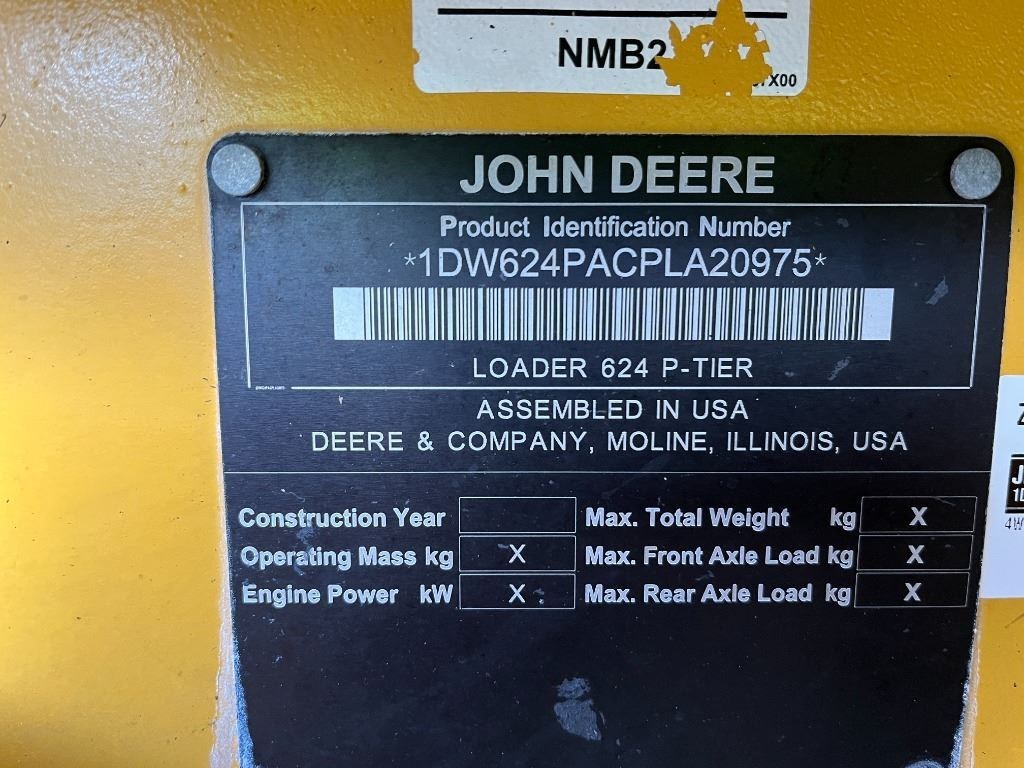 NMB2
X00
JOHN DEERE
Product Identification Number
*1DW624PACPLA20975*
LOADER 624 P-TIER
ASSEMBLED IN USA
DEERE & COMPANY, MOLINE, ILLINOIS, USA
Construction Year Max. Total Weight kg X
Operating Mass kg X Max. Front Axle Load kg X
Engine Power kW X Max. Rear Axle Load kg X
Z
J
4W